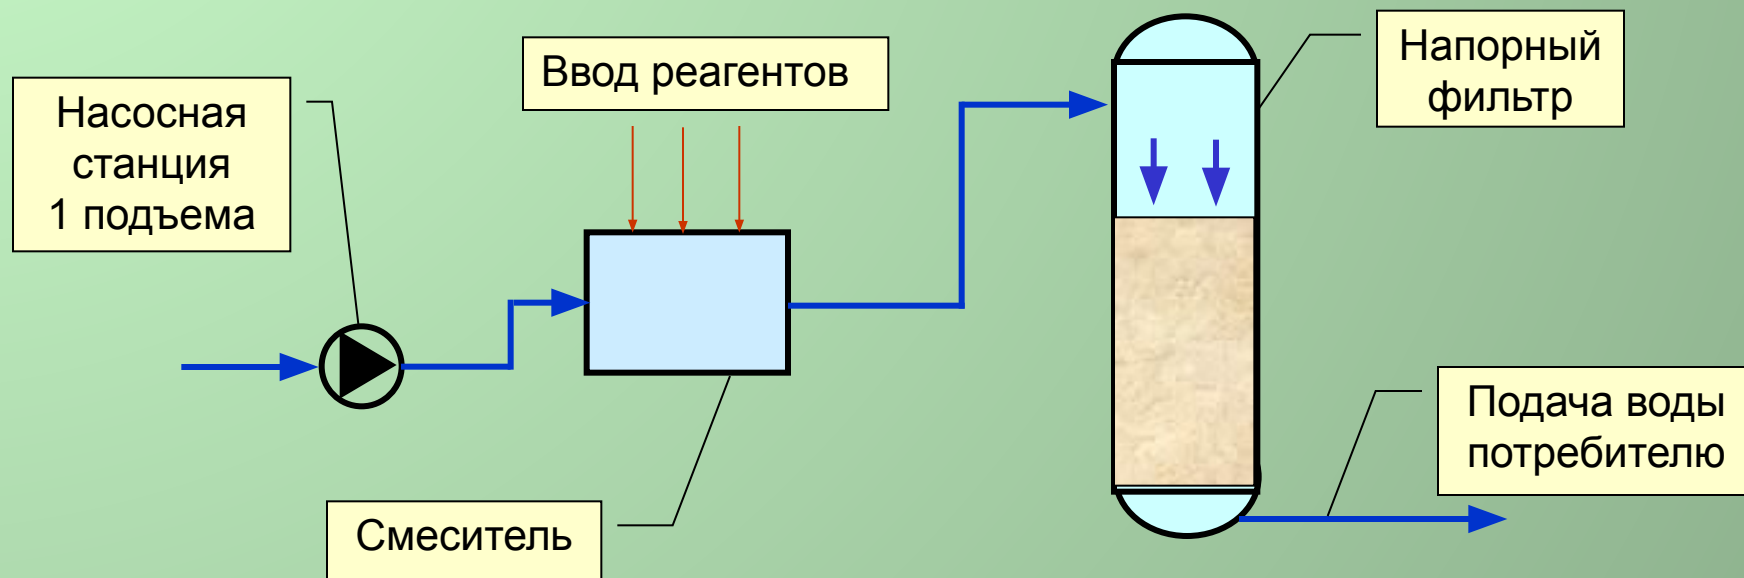 Насосная
станция
1 подъема
Ввод реагентов
Напорный
фильтр
Смеситель
Подача воды
потребителю